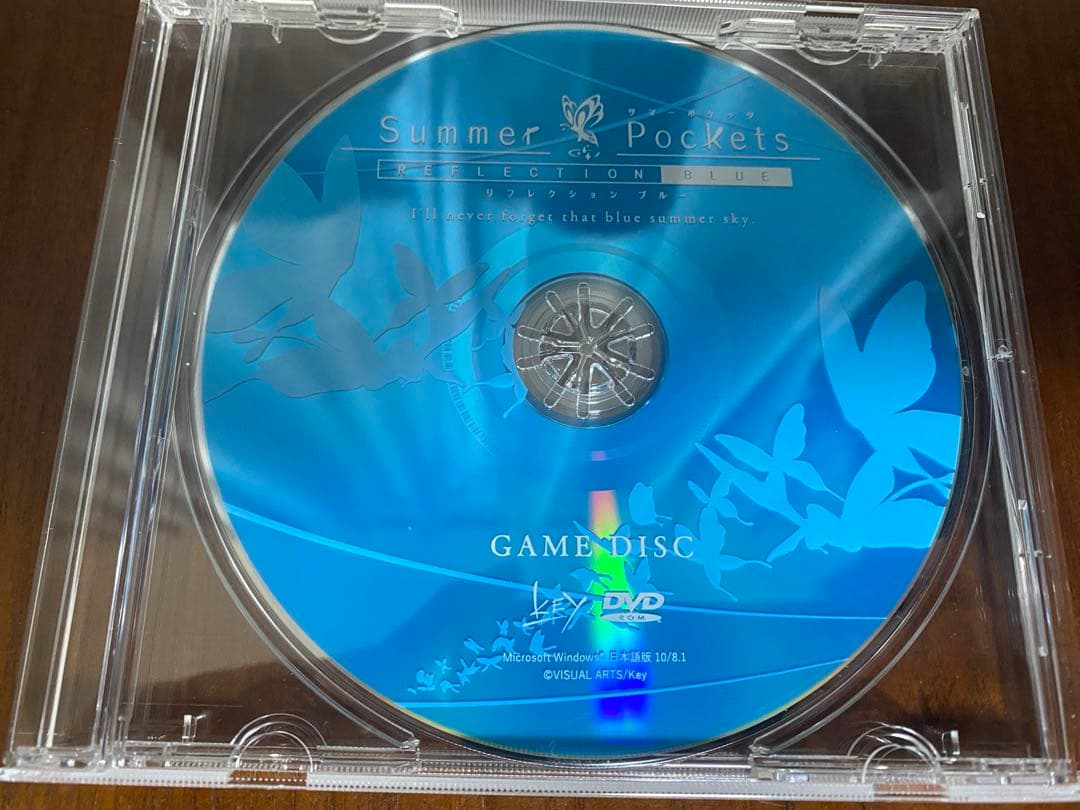 サマーポケッツ
Summer Pockets
REFLECTION BLUE
リフレクション ブルー
I'll never forget that blue summer sky.
GAME DISC
KEY DVD
ROM
Microsoft Windows® 日本語版 10/8.1
©VISUAL ARTS/Key